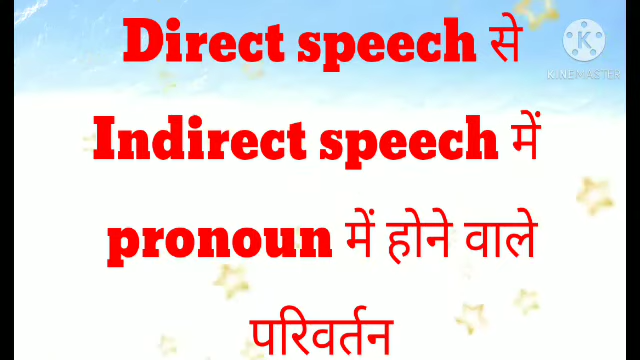 Direct speech से
KINEMASTER
Indirect speech में
pronoun में होने वाले
परिवर्तन